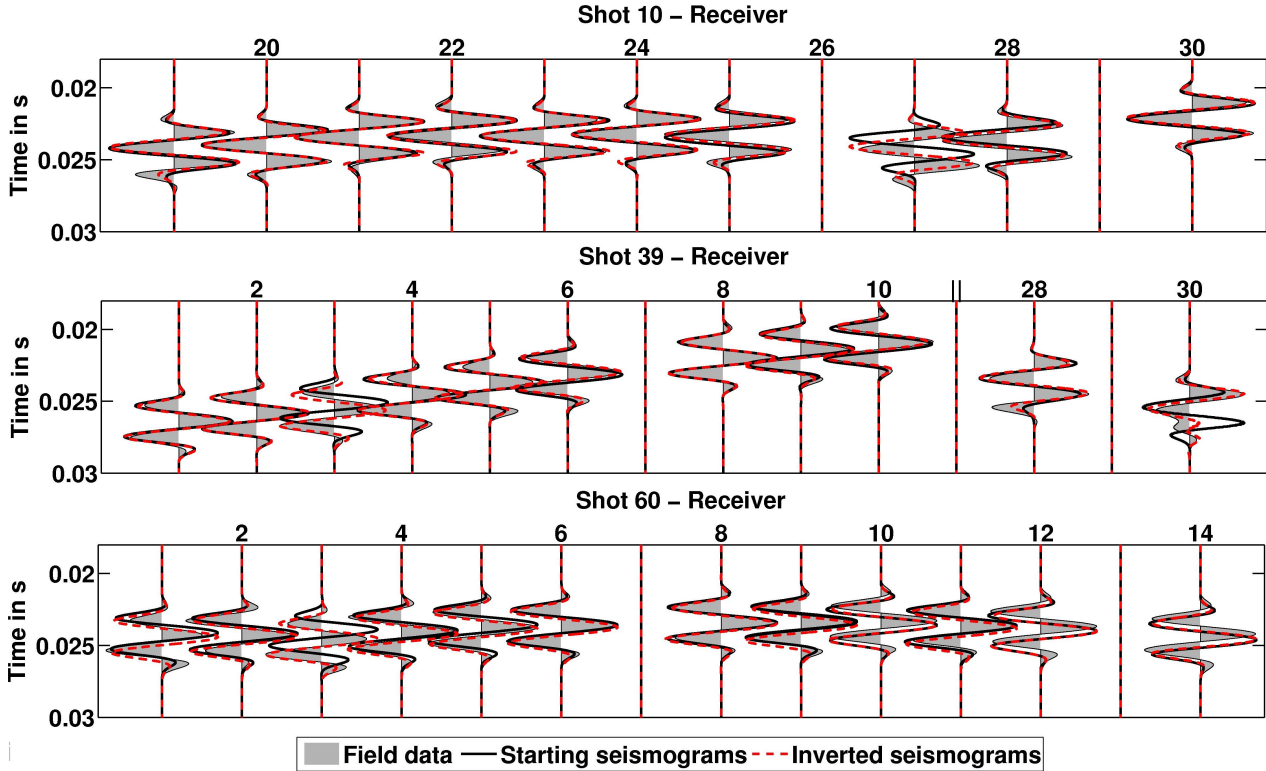 Shot 10 – Receiver
20 22 24 26 28 30
Time in s
0.02
0.025
0.03
Shot 39 – Receiver
2 4 6 8 10 28 30
Time in s
0.02
0.025
0.03
Shot 60 – Receiver
2 4 6 8 10 12 14
Time in s
0.02
0.025
0.03
Field data Starting seismograms Inverted seismograms